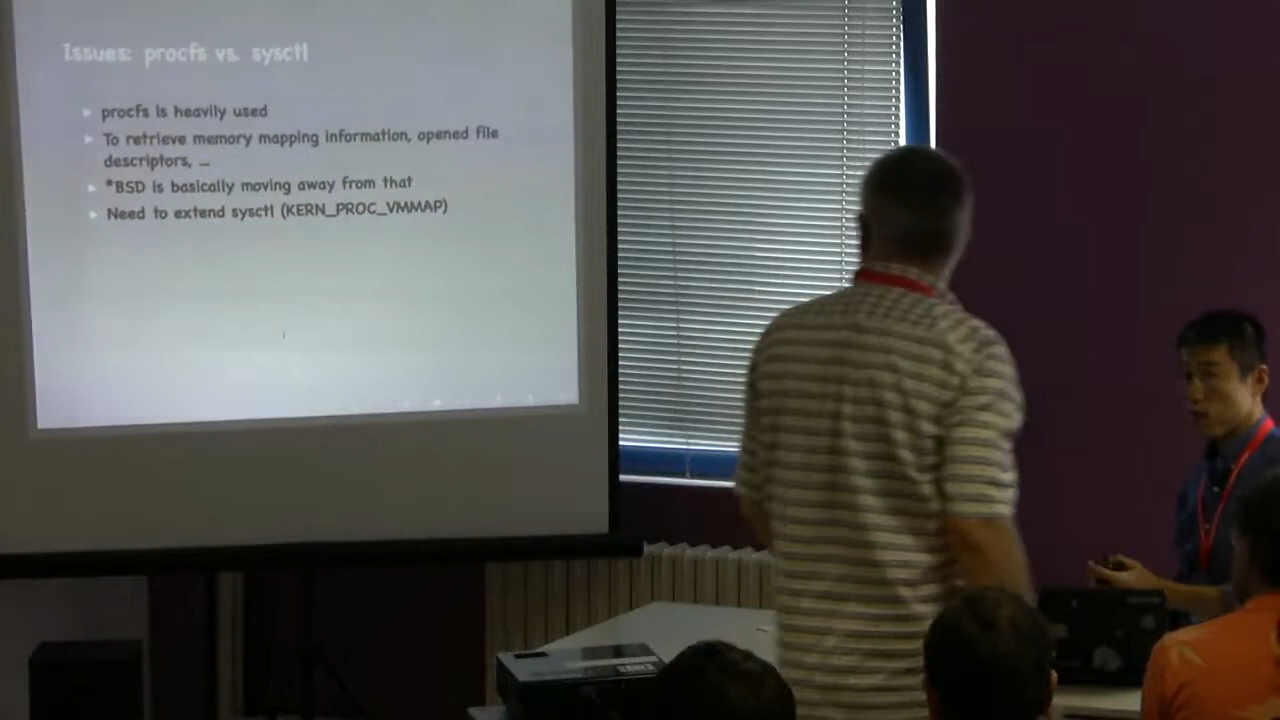 Issues: procfs vs. sysctl
procfs is heavily used
To retrieve memory mapping information, opened file
descriptors, …
*BSD is basically moving away from that
Need to extend sysctl (KERN_PROC_VMMAP)